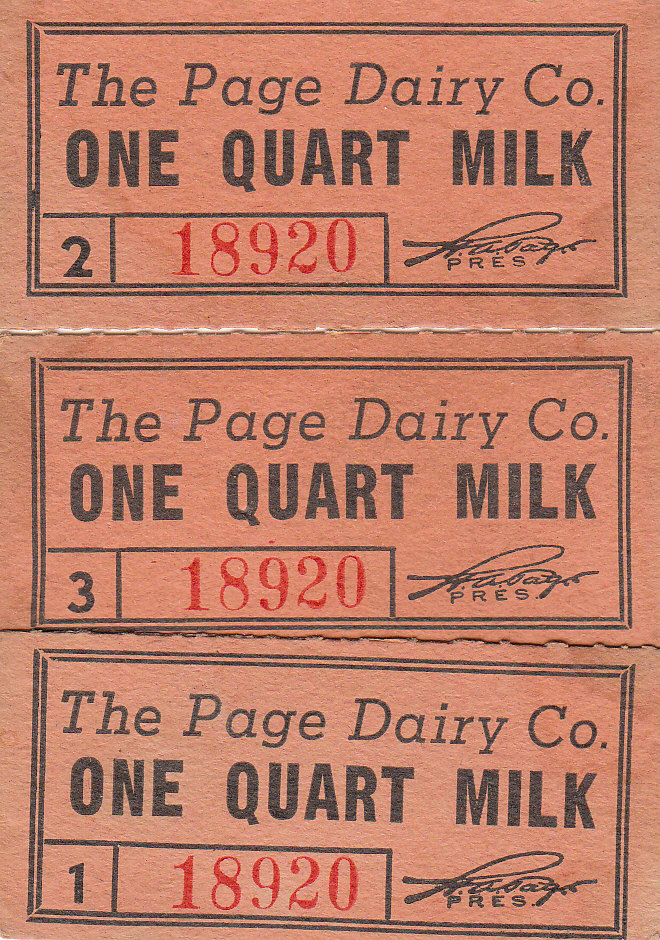 The Page Dairy Co.
ONE QUART MILK
2 18920
PRES.
The Page Dairy Co.
ONE QUART MILK
3 18920
PRES.
The Page Dairy Co.
ONE QUART MILK
1 18920
PRES.